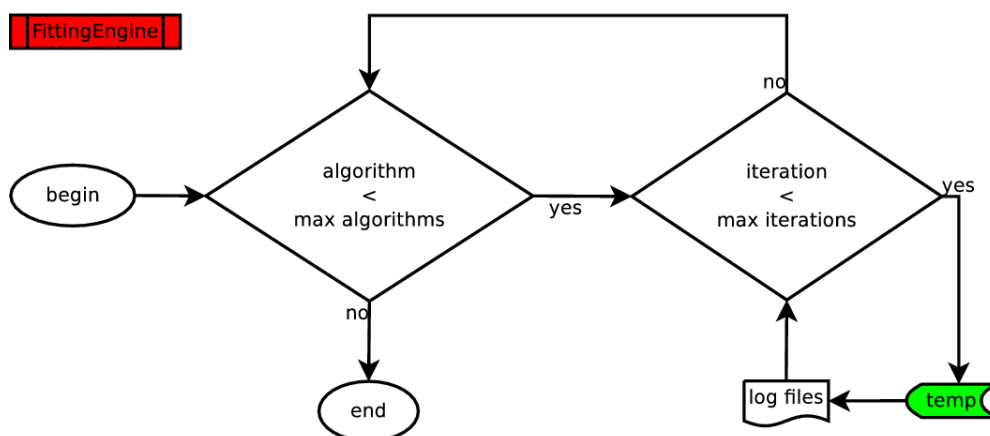 FittingEngine
no
algorithm
<
max algorithms
iteration
<
max iterations
begin
yes
yes
no
end
log files
temp